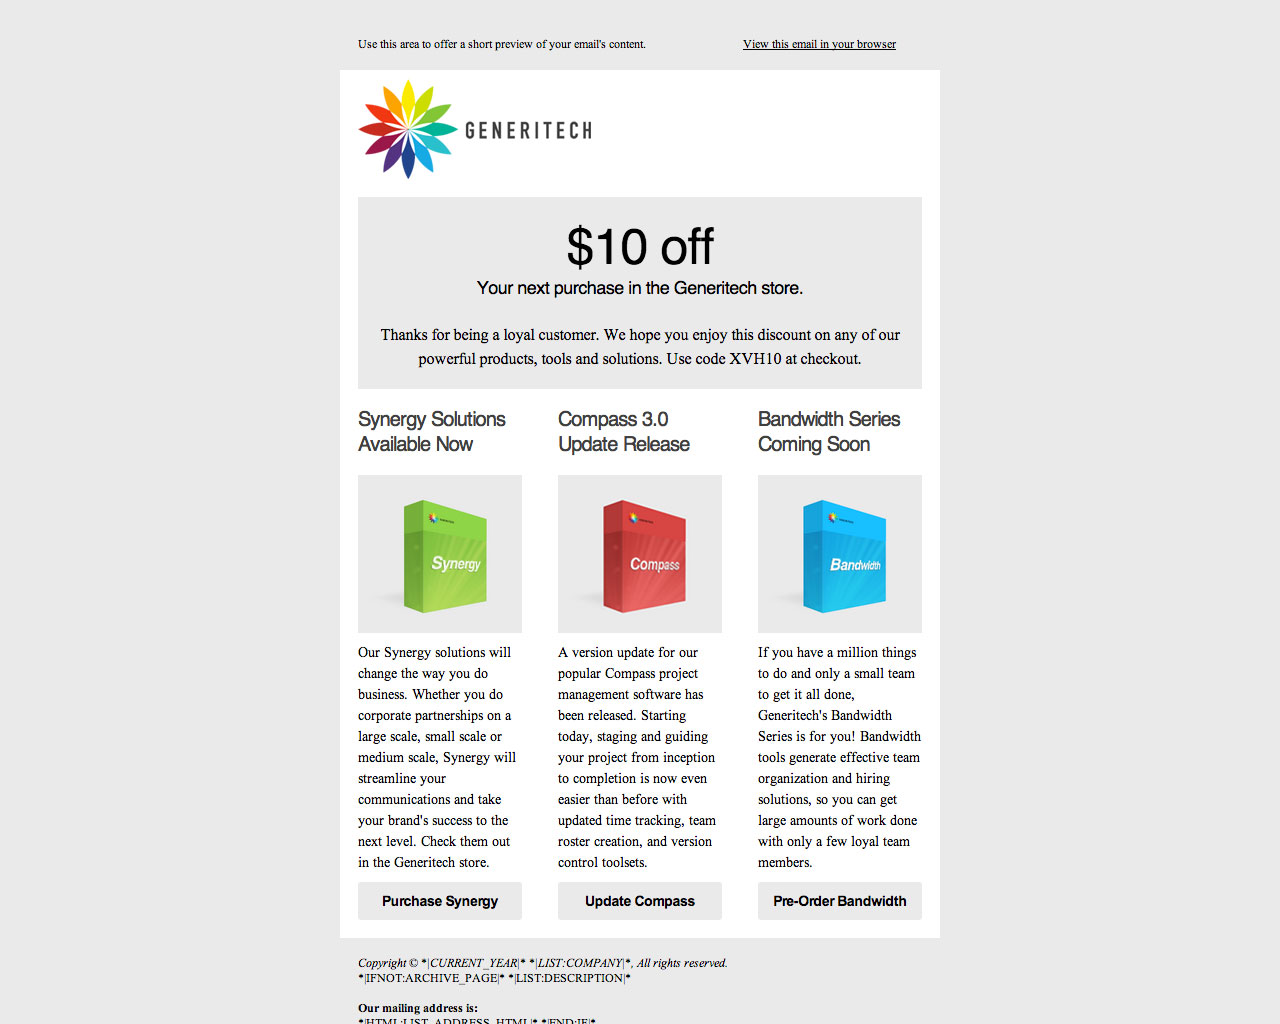 Use this area to offer a short preview of your email's content.
View this email in your browser
GENERITECH
$10 off
Your next purchase in the Generitech store.
Thanks for being a loyal customer. We hope you enjoy this discount on any of our
powerful products, tools and solutions. Use code XVH10 at checkout.
Synergy Solutions
Available Now
Synergy
Our Synergy solutions will
change the way you do
business. Whether you do
corporate partnerships on a
large scale, small scale or
medium scale, Synergy will
streamline your
communications and take
your brand's success to the
next level. Check them out
in the Generitech store.
Purchase Synergy
Compass 3.0
Update Release
Compass
A version update for our
popular Compass project
management software has
been released. Starting
today, staging and guiding
your project from inception
to completion is now even
easier than before with
updated time tracking, team
roster creation, and version
control toolsets.
Update Compass
Bandwidth Series
Coming Soon
Bandwidth
If you have a million things
to do and only a small team
to get it all done,
Generitech's Bandwidth
Series is for you! Bandwidth
tools generate effective team
organization and hiring
solutions, so you can get
large amounts of work done
with only a few loyal team
members.
Pre-Order Bandwidth
Copyright © *|CURRENT_YEAR|* *|LIST:COMPANY|*, All rights reserved.
*|IFNOT:ARCHIVE_PAGE|* *|LIST:DESCRIPTION|*
Our mailing address is:
*|HTML:LIST_ADDRESS_HTML|* *|END:IF|*